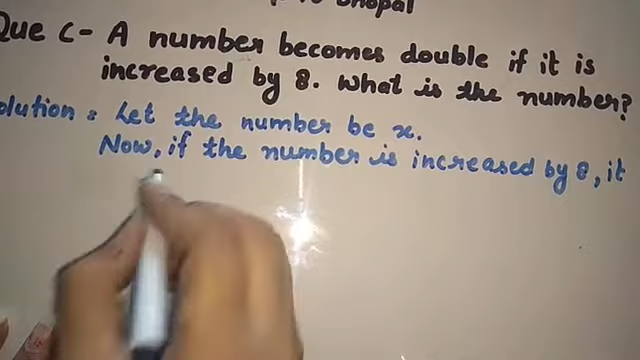 Bhopal
Que C- A number becomes double if it is
increased by 8. What is the number?
olution : Let the number be x.
Now, if the number is increased by 8, it